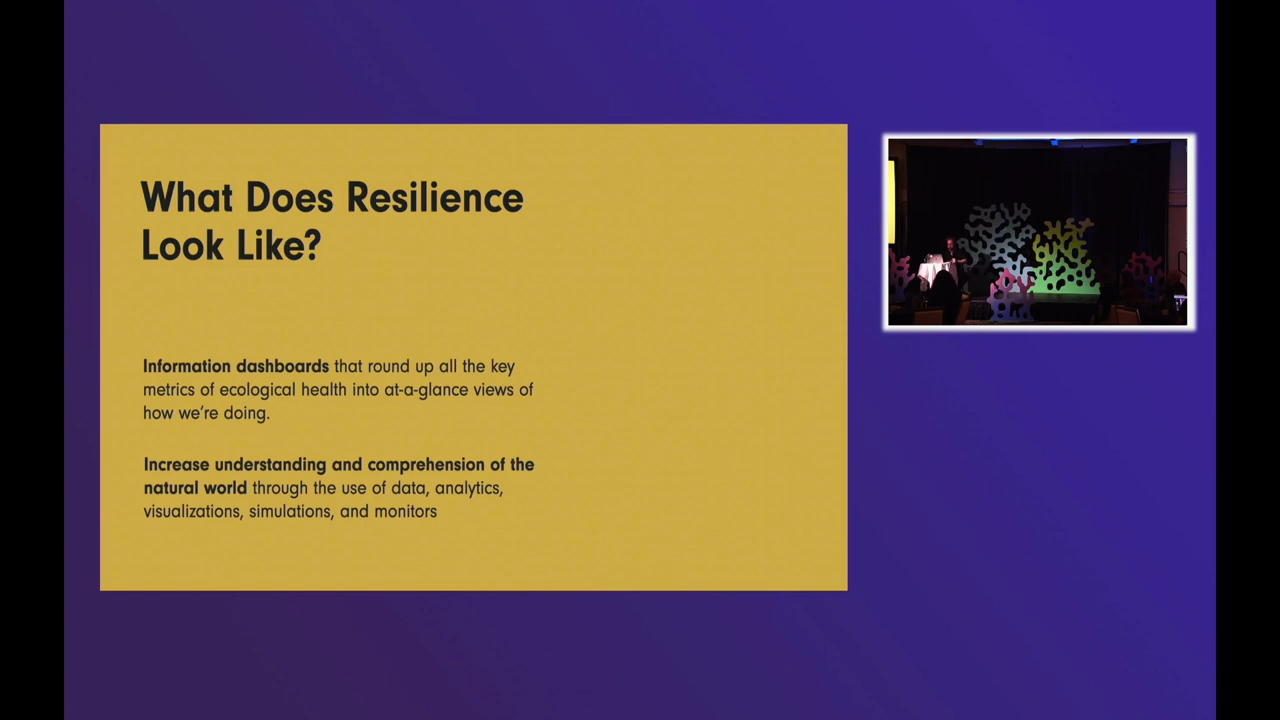 What Does Resilience
Look Like?
Information dashboards that round up all the key
metrics of ecological health into at-a-glance views of
how we’re doing.
Increase understanding and comprehension of the
natural world through the use of data, analytics,
visualizations, simulations, and monitors